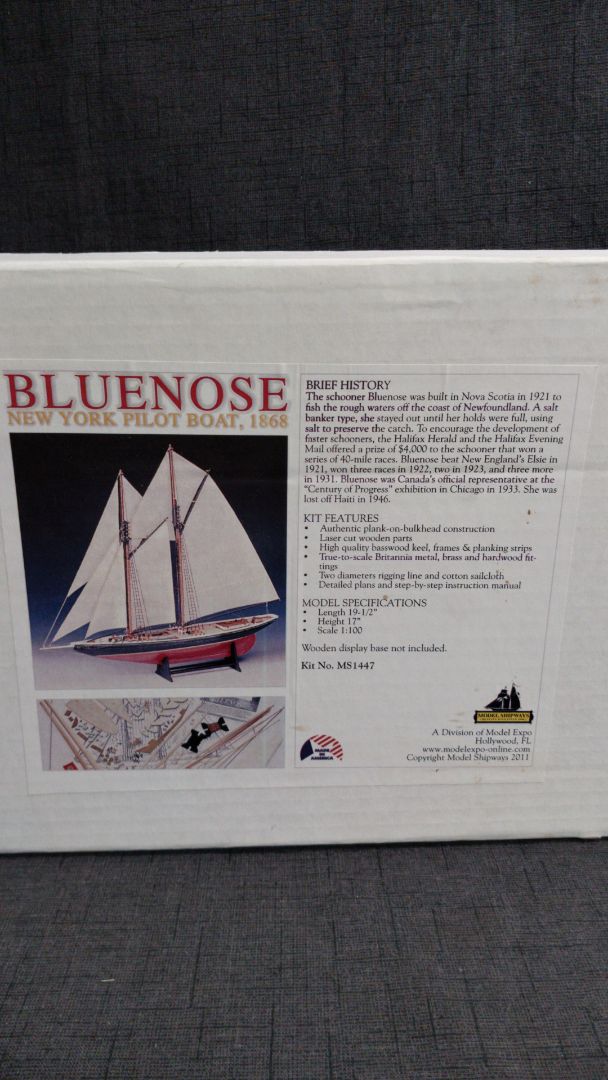 BLUENOSE
NEW YORK PILOT BOAT, 1868
BRIEF HISTORY
The schooner Bluenose was built in Nova Scotia in 1921 to
fish the rough waters off the coast of Newfoundland. A salt
banker type, she stayed out until her holds were full, using
salt to preserve the catch. To encourage the development of
faster schooners, the Halifax Herald and the Halifax Evening
Mail offered a prize of $4,000 to the schooner that won a
series of 40-mile races. Bluenose beat New England's Elsie in
1921, won three races in 1922, two in 1923, and three more
in 1931. Bluenose was Canada's official representative at the
"Century of Progress" exhibition in Chicago in 1933. She was
lost off Haiti in 1946.
KIT FEATURES
• Authentic plank-on-bulkhead construction
• Laser cut wooden parts
• High quality basswood keel, frames & planking strips
• True-to-scale Britannia metal, brass and hardwood fit-
tings
• Two diameters rigging line and cotton sailcloth
• Detailed plans and step-by-step instruction manual
MODEL SPECIFICATIONS
• Length 19-1/2"
• Height 17"
• Scale 1:100
Wooden display base not included.
Kit No. MS1447
MADE IN AMERICA
MODEL SHIPWAYS
A Division of Model Expo
Hollywood, FL
www.modelexpo-online.com
Copyright Model Shipways 2011